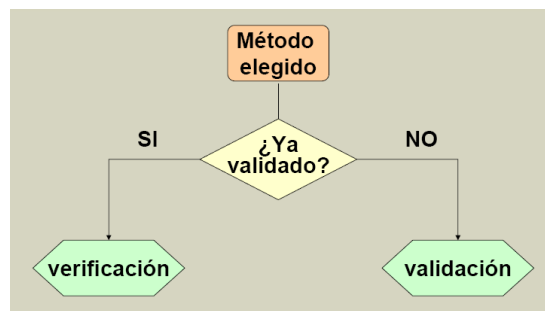 Método
elegido
SI
¿Ya
NO
validado?
verificación
validación